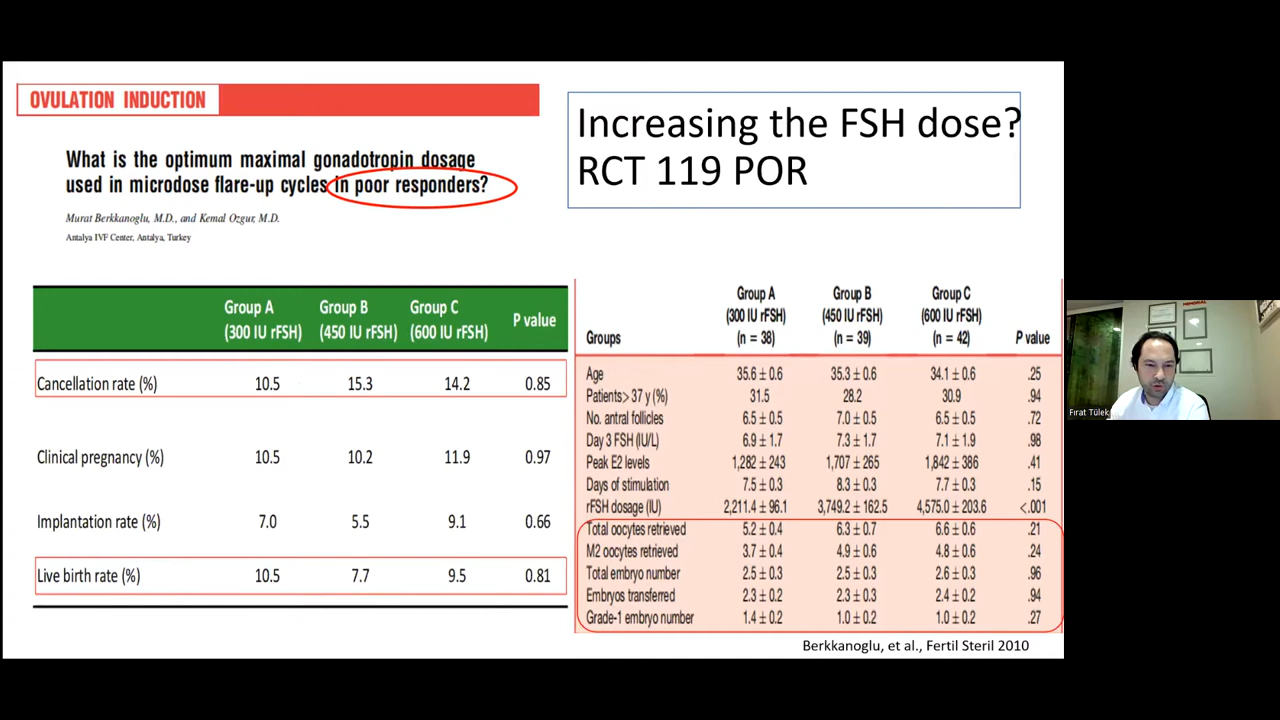 OVULATION INDUCTION
What is the optimum maximal gonadotropin dosage
used in microdose flare-up cycles in poor responders?
Murat Berkkanoglu, M.D., and Kemal Ozgur, M.D.
Antalya IVF Center, Antalya, Turkey
Increasing the FSH dose?
RCT 119 POR
Group A Group B Group C P value
(300 IU rFSH) (450 IU rFSH) (600 IU rFSH)
Cancellation rate (%) 10.5 15.3 14.2 0.85
Clinical pregnancy (%) 10.5 10.2 11.9 0.97
Implantation rate (%) 7.0 5.5 9.1 0.66
Live birth rate (%) 10.5 7.7 9.5 0.81
Group A Group B Group C
(300 IU rFSH) (450 IU rFSH) (600 IU rFSH)
Groups (n = 38) (n = 39) (n = 42) P value
Age 35.6 ± 0.6 35.3 ± 0.6 34.1 ± 0.6 .25
Patients > 37 y (%) 31.5 28.2 30.9 .94
No. antral follicles 6.5 ± 0.5 7.0 ± 0.5 6.5 ± 0.5 .72
Day 3 FSH (IU/L) 6.9 ± 1.7 7.3 ± 1.7 7.1 ± 1.9 .98
Peak E2 levels 1,282 ± 243 1,707 ± 265 1,842 ± 386 .41
Days of stimulation 7.5 ± 0.3 8.3 ± 0.3 7.7 ± 0.3 .15
rFSH dosage (IU) 2,211.4 ± 96.1 3,749.2 ± 162.5 4,575.0 ± 203.6 <.001
Total oocytes retrieved 5.2 ± 0.4 6.3 ± 0.7 6.6 ± 0.6 .21
M2 oocytes retrieved 3.7 ± 0.4 4.9 ± 0.6 4.8 ± 0.6 .24
Total embryo number 2.5 ± 0.3 2.5 ± 0.3 2.6 ± 0.3 .96
Embryos transferred 2.3 ± 0.2 2.3 ± 0.3 2.4 ± 0.2 .94
Grade-1 embryo number 1.4 ± 0.2 1.0 ± 0.2 1.0 ± 0.2 .27
Berkkanoglu, et al., Fertil Steril 2010
Fırat Tülek